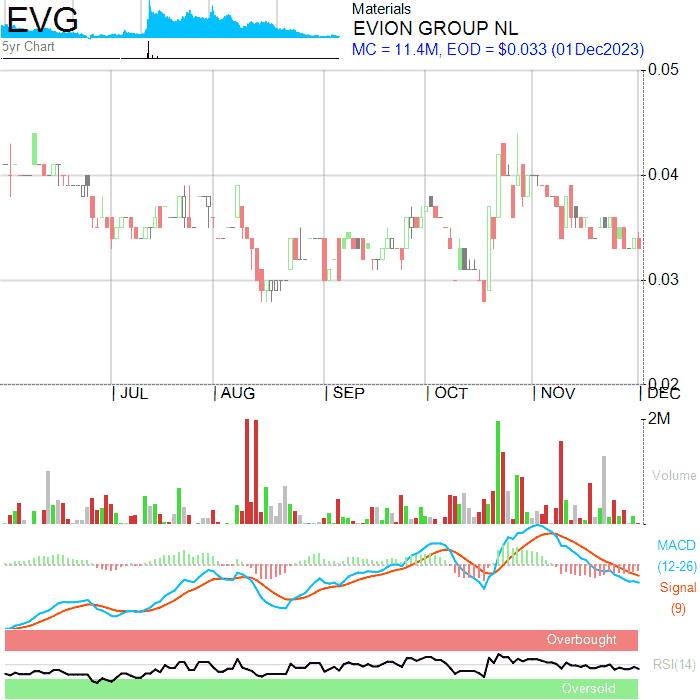 EVG
5yr Chart
Materials
EVION GROUP NL
MC = 11.4M, EOD = $0.033 (01Dec2023)
0.05
0.04
0.03
0.02
JUL
AUG
SEP
OCT
NOV
DEC
2M
Volume
MACD
(12-26)
Signal
(9)
Overbought
RSI(14)
Oversold